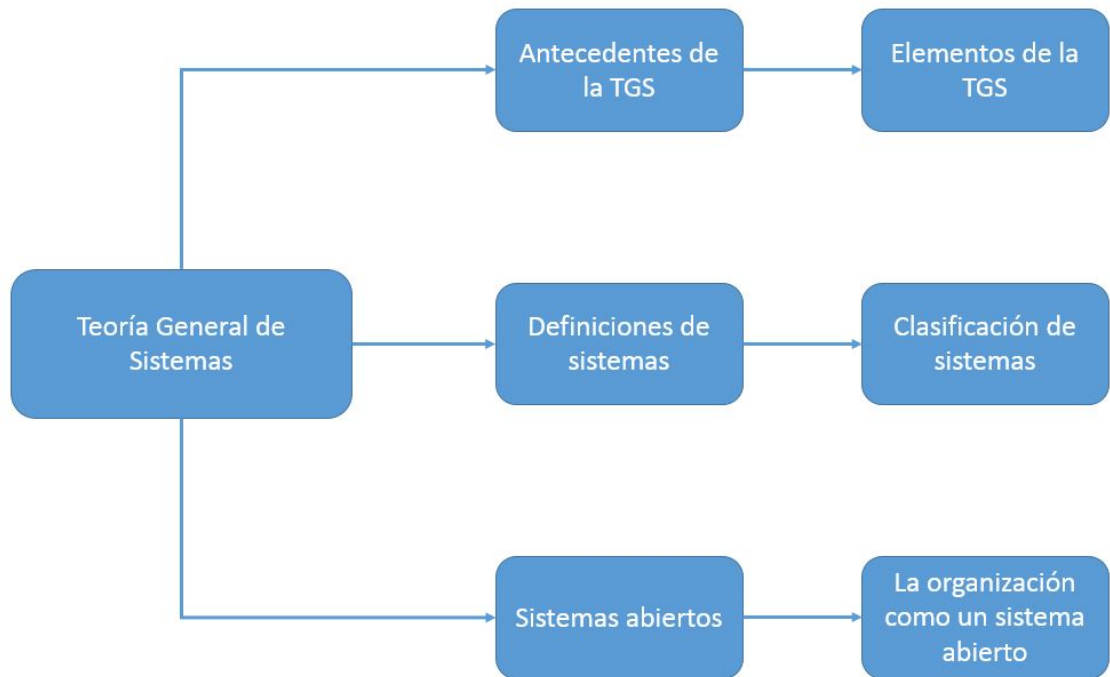 Antecedentes de
la TGS
Elementos de la
TGS
Teoría General de
Sistemas
Definiciones de
sistemas
Clasificación de
sistemas
Sistemas abiertos
La organización
como un sistema
abierto